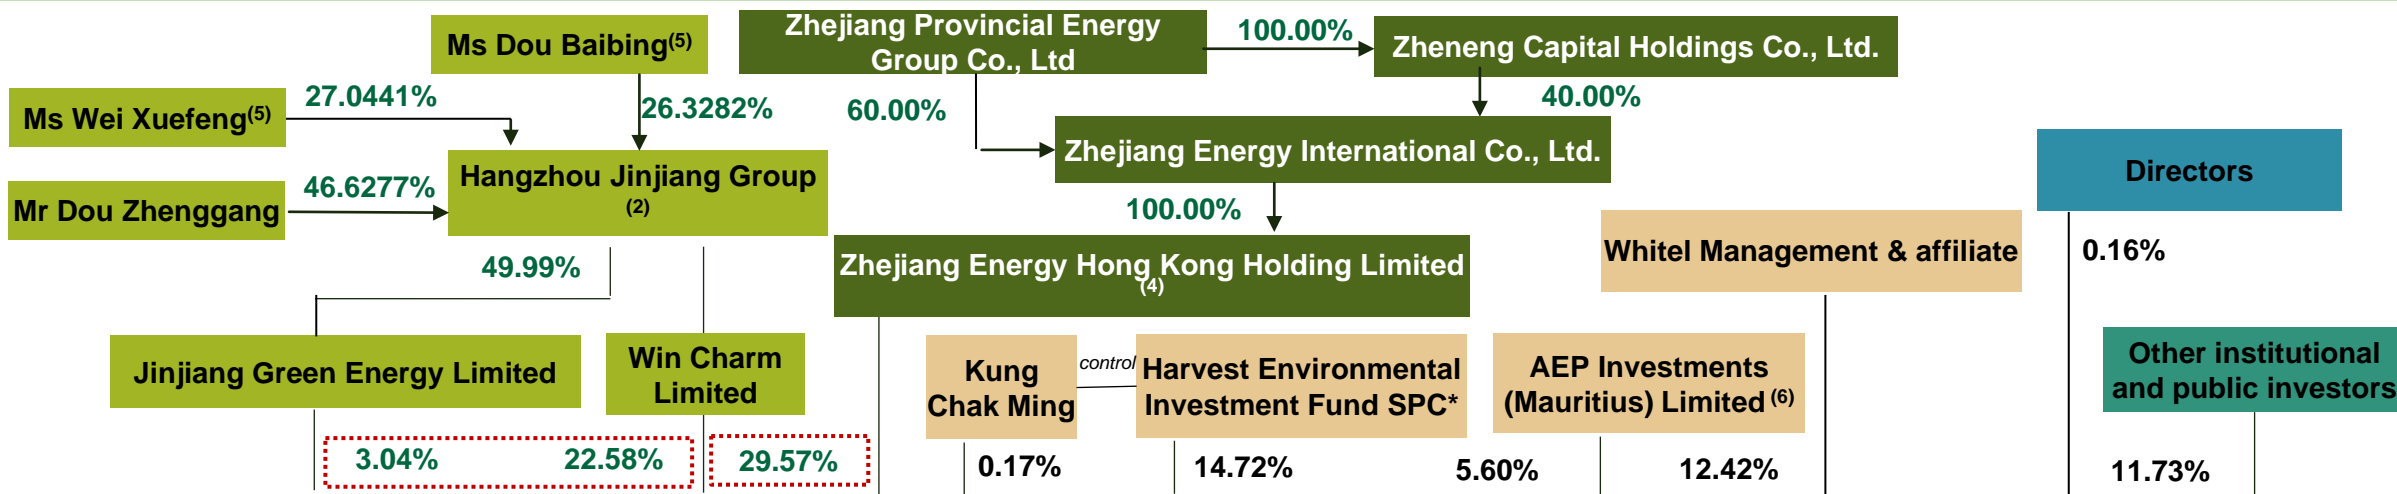 Ms Dou Baibing(5)
Zhejiang Provincial Energy
Group Co., Ltd
100.00%
Zheneng Capital Holdings Co., Ltd.
Ms Wei Xuefeng(5)
27.0441%
26.3282%
60.00%
40.00%
Zhejiang Energy International Co., Ltd.
Directors
Mr Dou Zhenggang
46.6277%
Hangzhou Jinjiang Group
(2)
100.00%
49.99%
Zhejiang Energy Hong Kong Holding Limited
(4)
Whitel Management & affiliate
0.16%
Jinjiang Green Energy Limited
Win Charm
Limited
Kung
Chak Ming
control
Harvest Environmental
Investment Fund SPC*
AEP Investments
(Mauritius) Limited (6)
Other institutional
and public investors
3.04%
22.58%
29.57%
0.17%
14.72%
5.60%
12.42%
11.73%